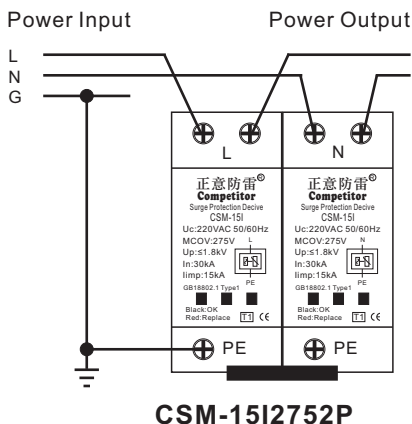 Power Input Power Output
L
N
G
L N
正意防雷® 正意防雷®
Competitor Competitor
Surge Protection Decive Surge Protection Decive
CSM-15I CSM-15I
Uc:220VAC 50/60Hz Uc:220VAC 50/60Hz
MCOV:275V L MCOV:275V N
Up:≤1.8kV Up:≤1.8kV
In:30kA In:30kA
Iimp:15kA PE Iimp:15kA PE
GB18802.1 Type1 GB18802.1 Type1
Black:OK Black:OK
Red:Replace T1 CE Red:Replace T1 CE
PE PE
CSM-15I2752P